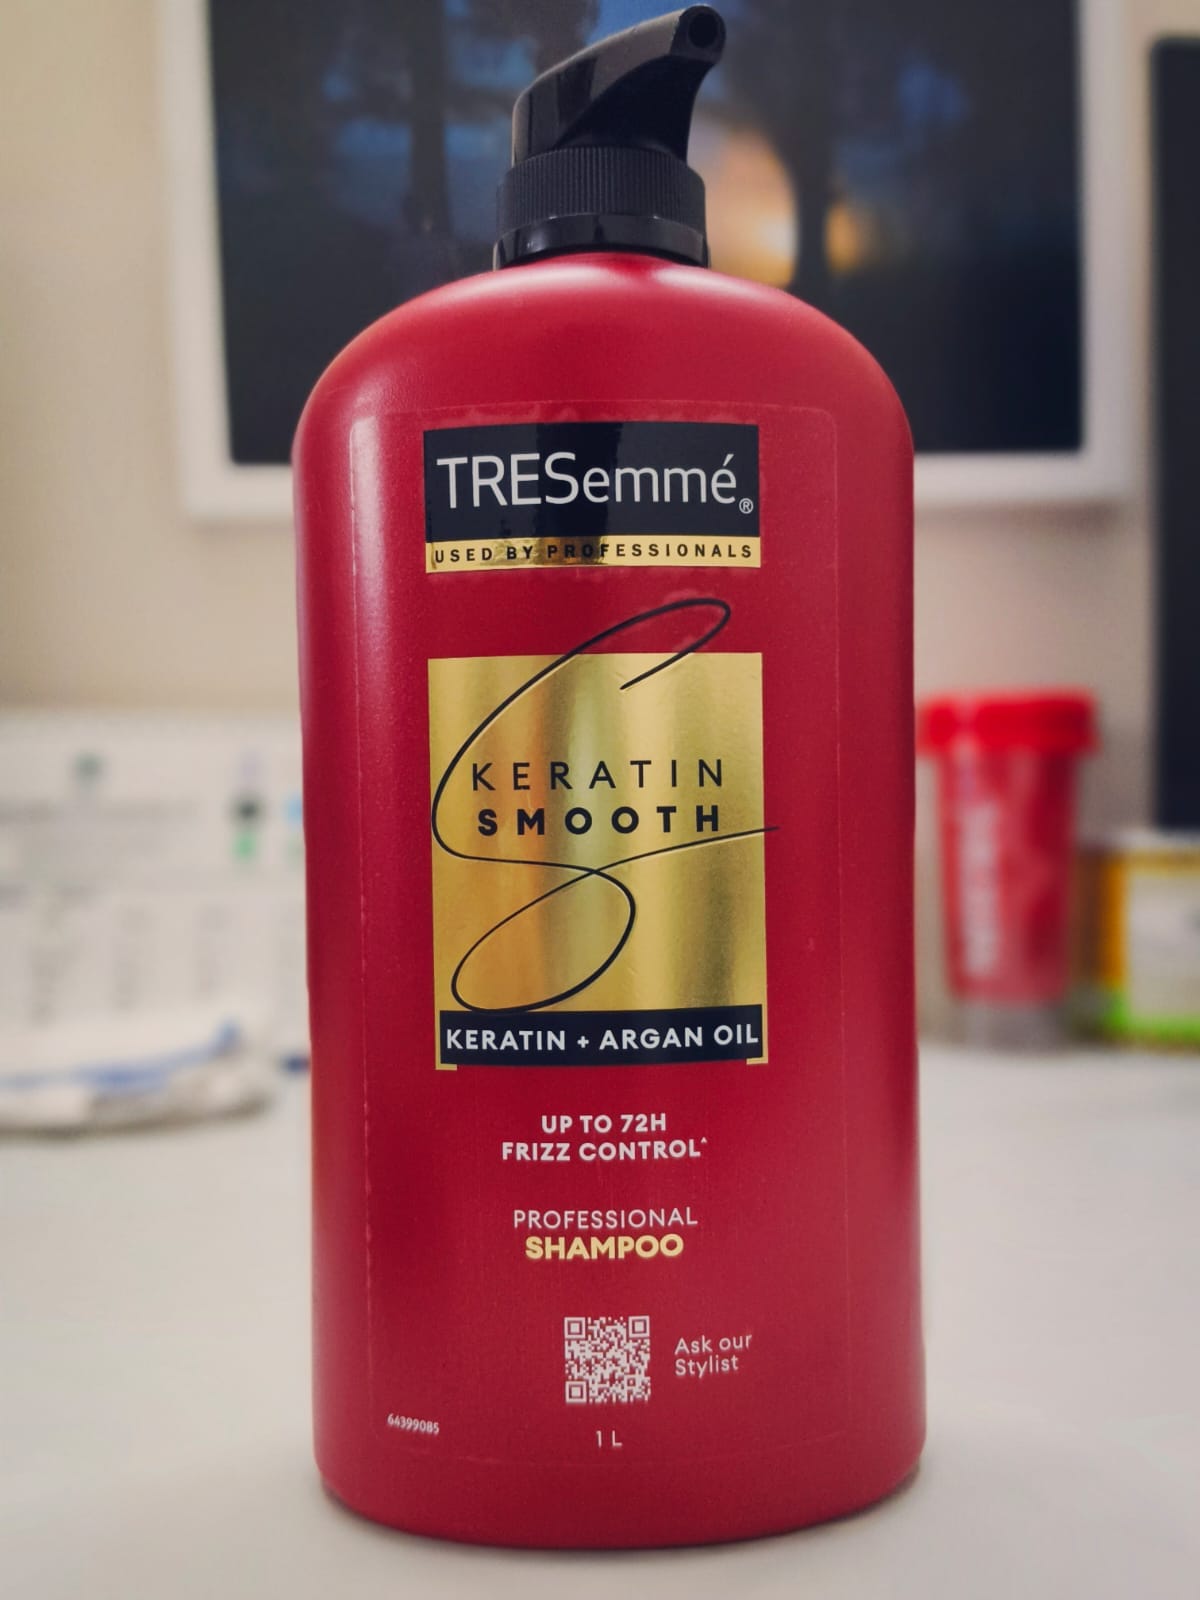 TRESemmé®
USED BY PROFESSIONALS
KERATIN
SMOOTH
KERATIN + ARGAN OIL
UP TO 72H
FRIZZ CONTROL^
PROFESSIONAL
SHAMPOO
Ask our
Stylist
64399085
1 L